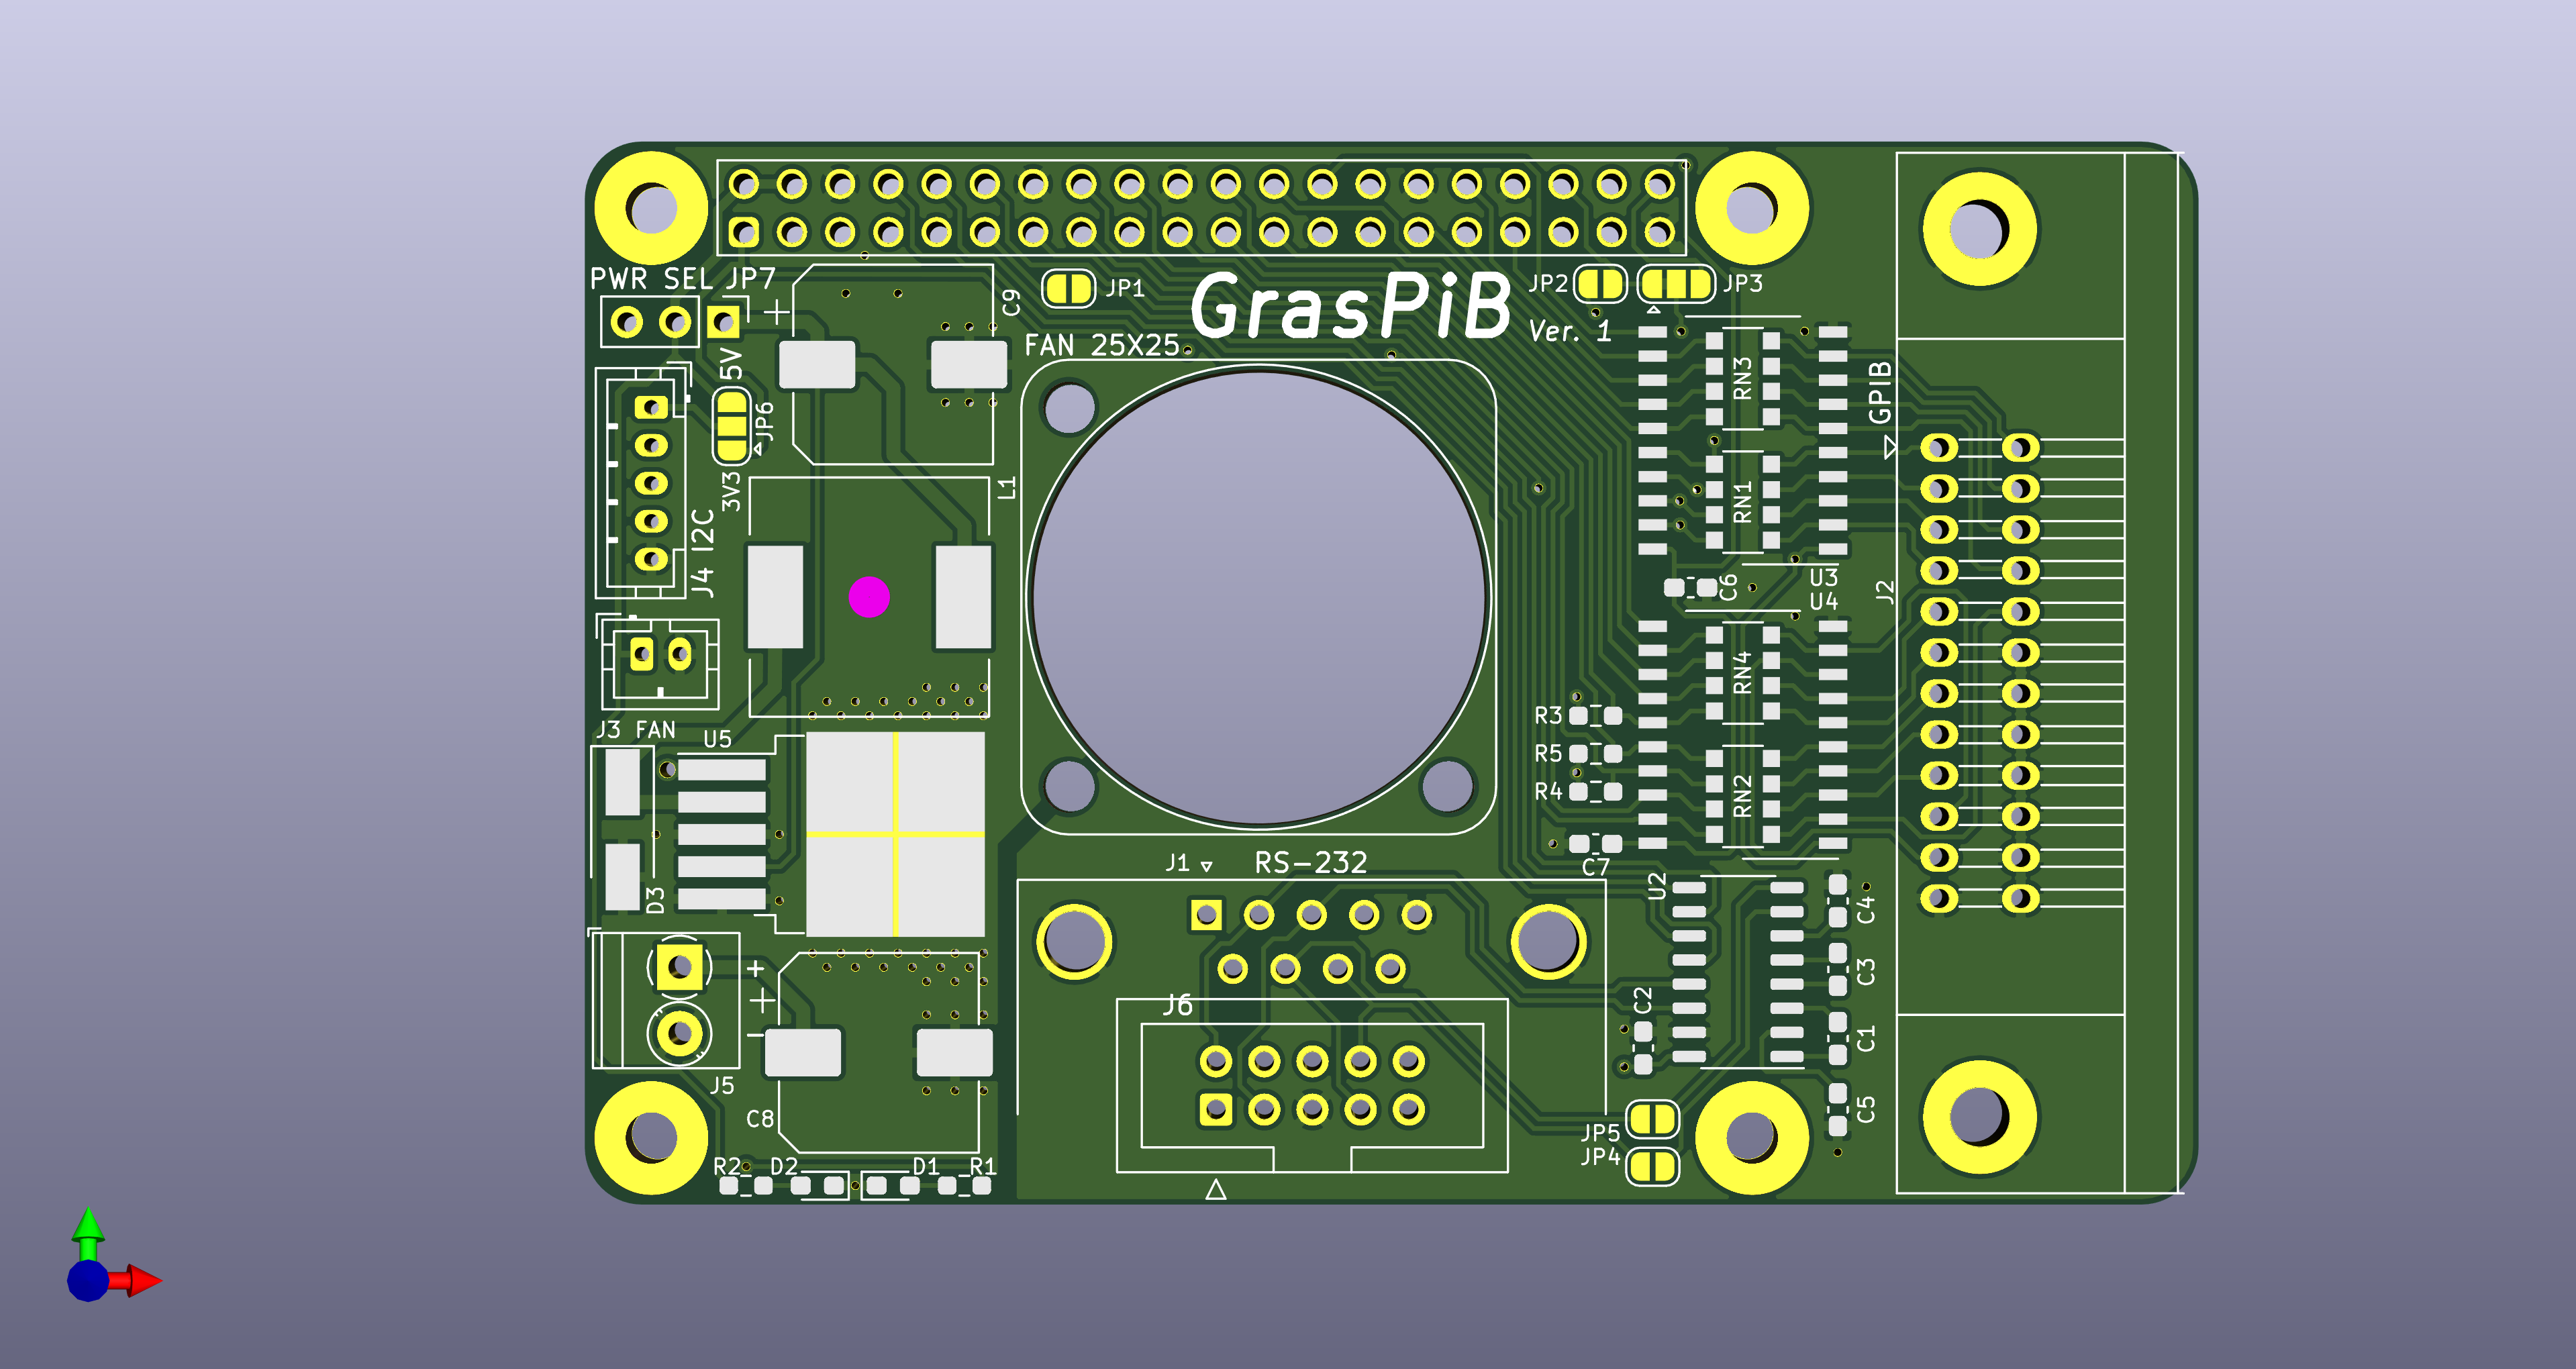 PWR SEL JP7
C9
JP1
GrasPiB
JP2
JP3
Ver. 1
FAN 25X25
5V
JP6
3V3
L1
J4 I2C
RN3
GPIB
RN1
C6
U3
U4
J2
RN4
J3 FAN
U5
R3
R5
R4
RN2
D3
J1
RS-232
C7
U2
C4
+
+
-
C3
J6
C2
C1
J5
C8
C5
JP5
JP4
R2
D2
D1
R1
+